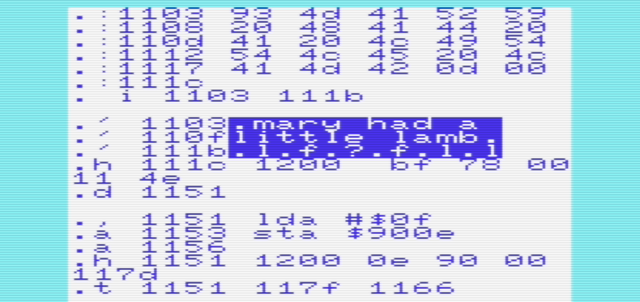 . :1103 93 4d 41 52 59
. :1108 20 48 41 44 20
. :110d 41 20 4c 49 54
. :1112 54 4c 45 20 4c
. :1117 41 4d 42 0d 00
. :111c
. i 1103 111b
.' 1103 .mary had a
.' 110f little lamb.
.' 111b .l.f.?.f.l.l
.h 111c 1200 bf 78 00
11 4e
.d 1151
., 1151 lda #$0f
.a 1153 sta $900e
.a 1156
.h 1151 1200 0e 90 00
117d
.t 1151 117f 1166